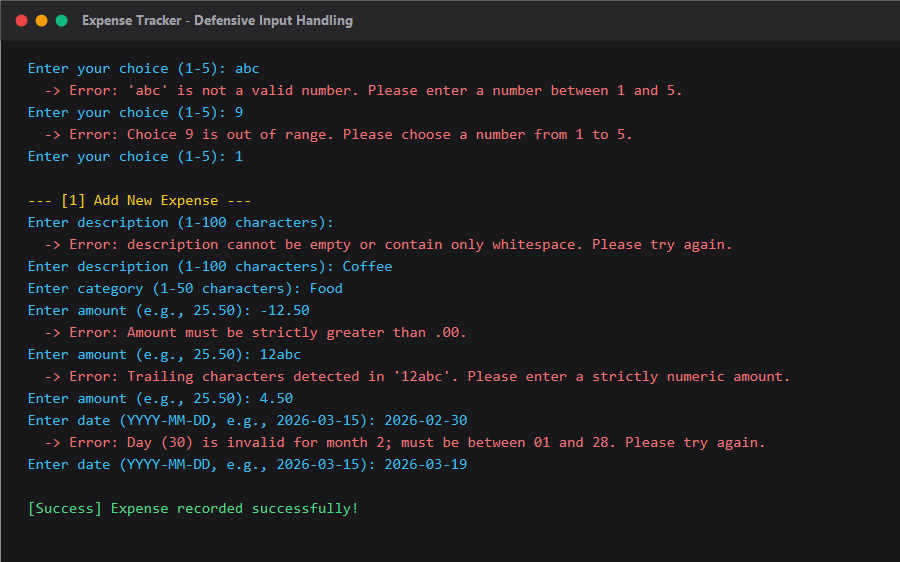 Expense Tracker - Defensive Input Handling
Enter your choice (1-5): abc
-> Error: 'abc' is not a valid number. Please enter a number between 1 and 5.
Enter your choice (1-5): 9
-> Error: Choice 9 is out of range. Please choose a number from 1 to 5.
Enter your choice (1-5): 1
--- [1] Add New Expense ---
Enter description (1-100 characters):
-> Error: description cannot be empty or contain only whitespace. Please try again.
Enter description (1-100 characters): Coffee
Enter category (1-50 characters): Food
Enter amount (e.g., 25.50): -12.50
-> Error: Amount must be strictly greater than .00.
Enter amount (e.g., 25.50): 12abc
-> Error: Trailing characters detected in '12abc'. Please enter a strictly numeric amount.
Enter amount (e.g., 25.50): 4.50
Enter date (YYYY-MM-DD, e.g., 2026-03-15): 2026-02-30
-> Error: Day (30) is invalid for month 2; must be between 01 and 28. Please try again.
Enter date (YYYY-MM-DD, e.g., 2026-03-15): 2026-03-19
[Success] Expense recorded successfully!